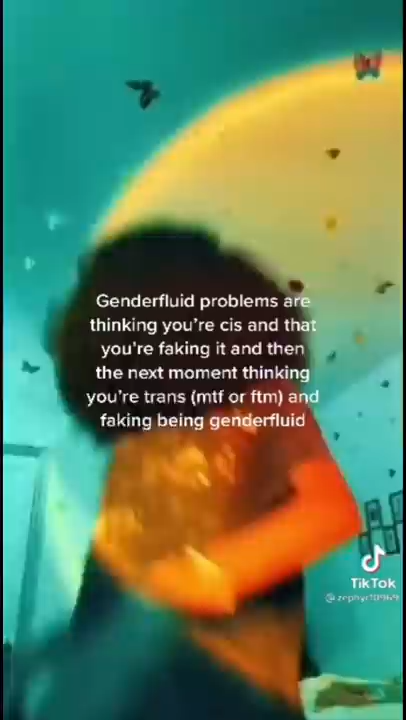 Genderfluid problems are
thinking you're cis and that
you're faking it and then
the next moment thinking
you're trans (mtf or ftm) and
faking being genderfluid
TikTok